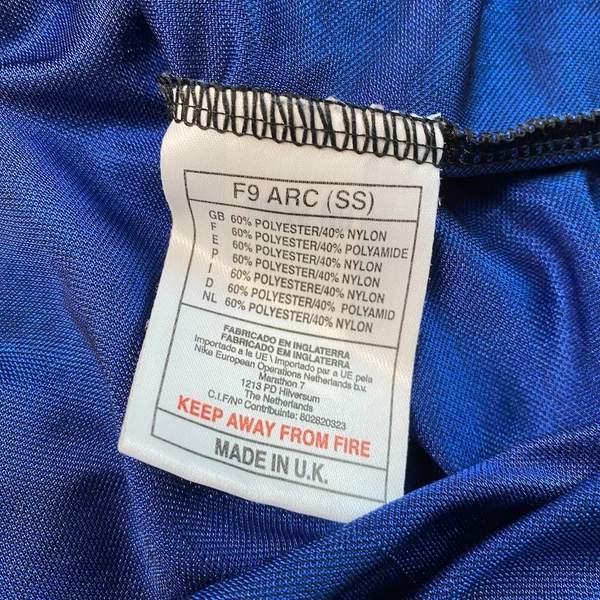 F9 ARC (SS)
GB 60% POLYESTER/40% NYLON
F 60% POLYESTER/40% POLYAMIDE
E 60% POLYESTER/40% NYLON
P 60% POLYESTER/40% NYLON
I 60% POLYESTERE/40% NYLON
D 60% POLYESTER/40% POLYAMID
NL 60% POLYESTER/40% NYLON
FABRICADO EN INGLATERRA
FABRICADO EM INGLATERRA
Importado a la UE \ Importado par a UE pela
Nike European Operations Netherlands b.v.
Marathon 7
1213 PD Hilversum
The Netherlands
C.I.F/No Contribuinte: 802820323
KEEP AWAY FROM FIRE
MADE IN U.K.